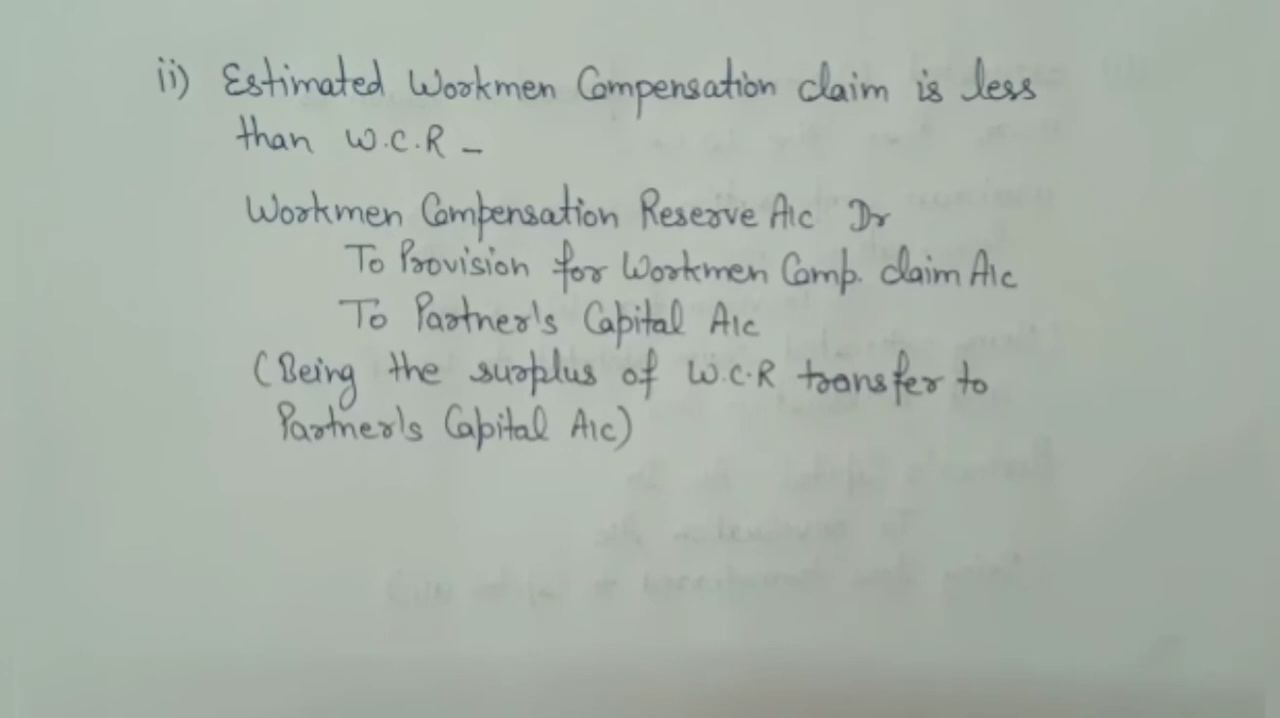 ii) Estimated Workmen Compensation claim is less
than W.C.R -
Workmen Compensation Reserve A/c Dr
To Provision for Workmen Comp. claim A/c
To Partner's Capital A/c
(Being the surplus of W.C.R transfer to
Partner's Capital A/c)